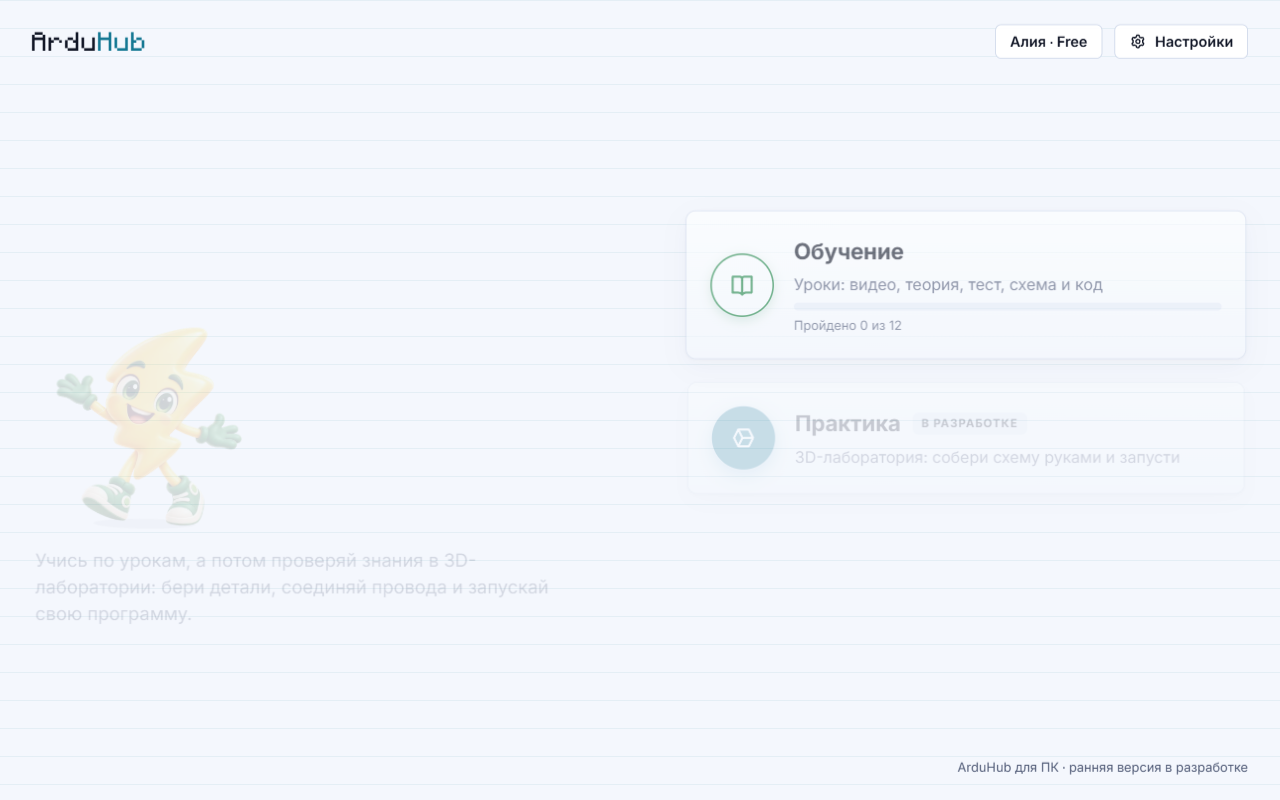 ArduHub
Алия · Free
Настройки
Обучение
Уроки: видео, теория, тест, схема и код
Пройдено 0 из 12
Практика
В РАЗРАБОТКЕ
3D-лаборатория: собери схему руками и запусти
Учись по урокам, а потом проверяй знания в 3D-
лаборатории: бери детали, соединяй провода и запускай
свою программу.
ArduHub для ПК · ранняя версия в разработке